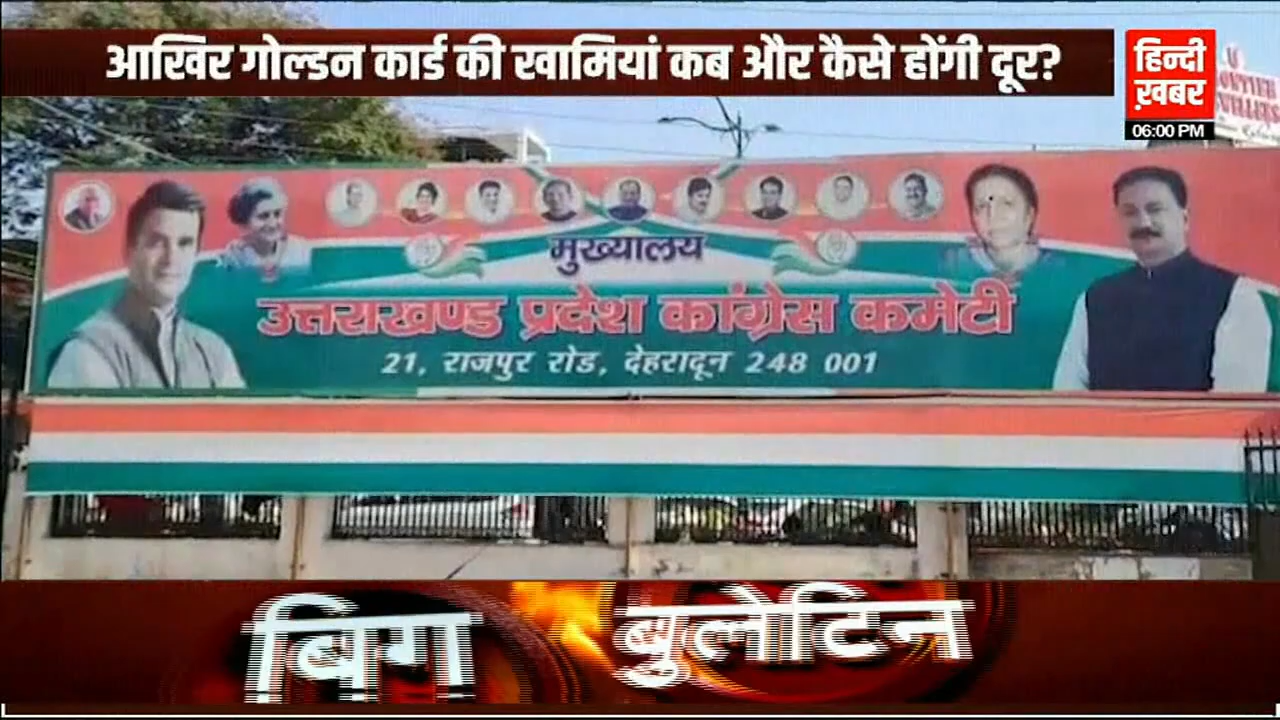 आखिर गोल्डन कार्ड की खामियां कब और कैसे होंगी दूर?
हिन्दी
ख़बर
06:00 PM
मुख्यालय
उत्तराखण्ड प्रदेश कांग्रेस कमेटी
21, राजपुर रोड, देहरादून 248 001
बिग बुलेटिन